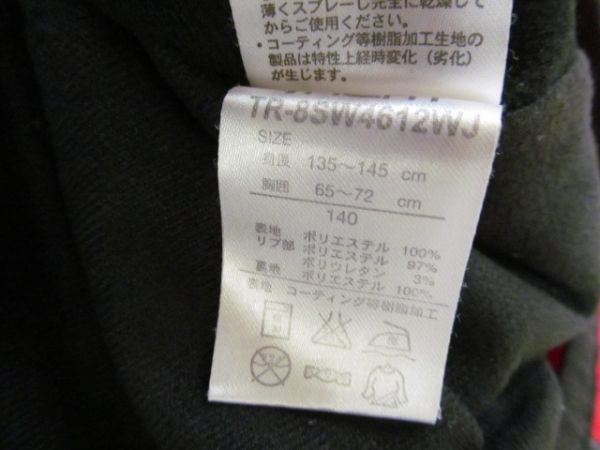 薄くスプレーし完全に乾燥して
からご使用ください。
・コーティング等樹脂加工生地の
製品は特性上経時変化（劣化）
が生じます。
TR-8SW4612WJ
SIZE
身長 135～145 cm
胸囲 65～72 cm
140
表地 ポリエステル 100%
リブ部 ポリエステル 97%
ポリウレタン 3%
裏地 ポリエステル 100%
表地 コーティング等樹脂加工